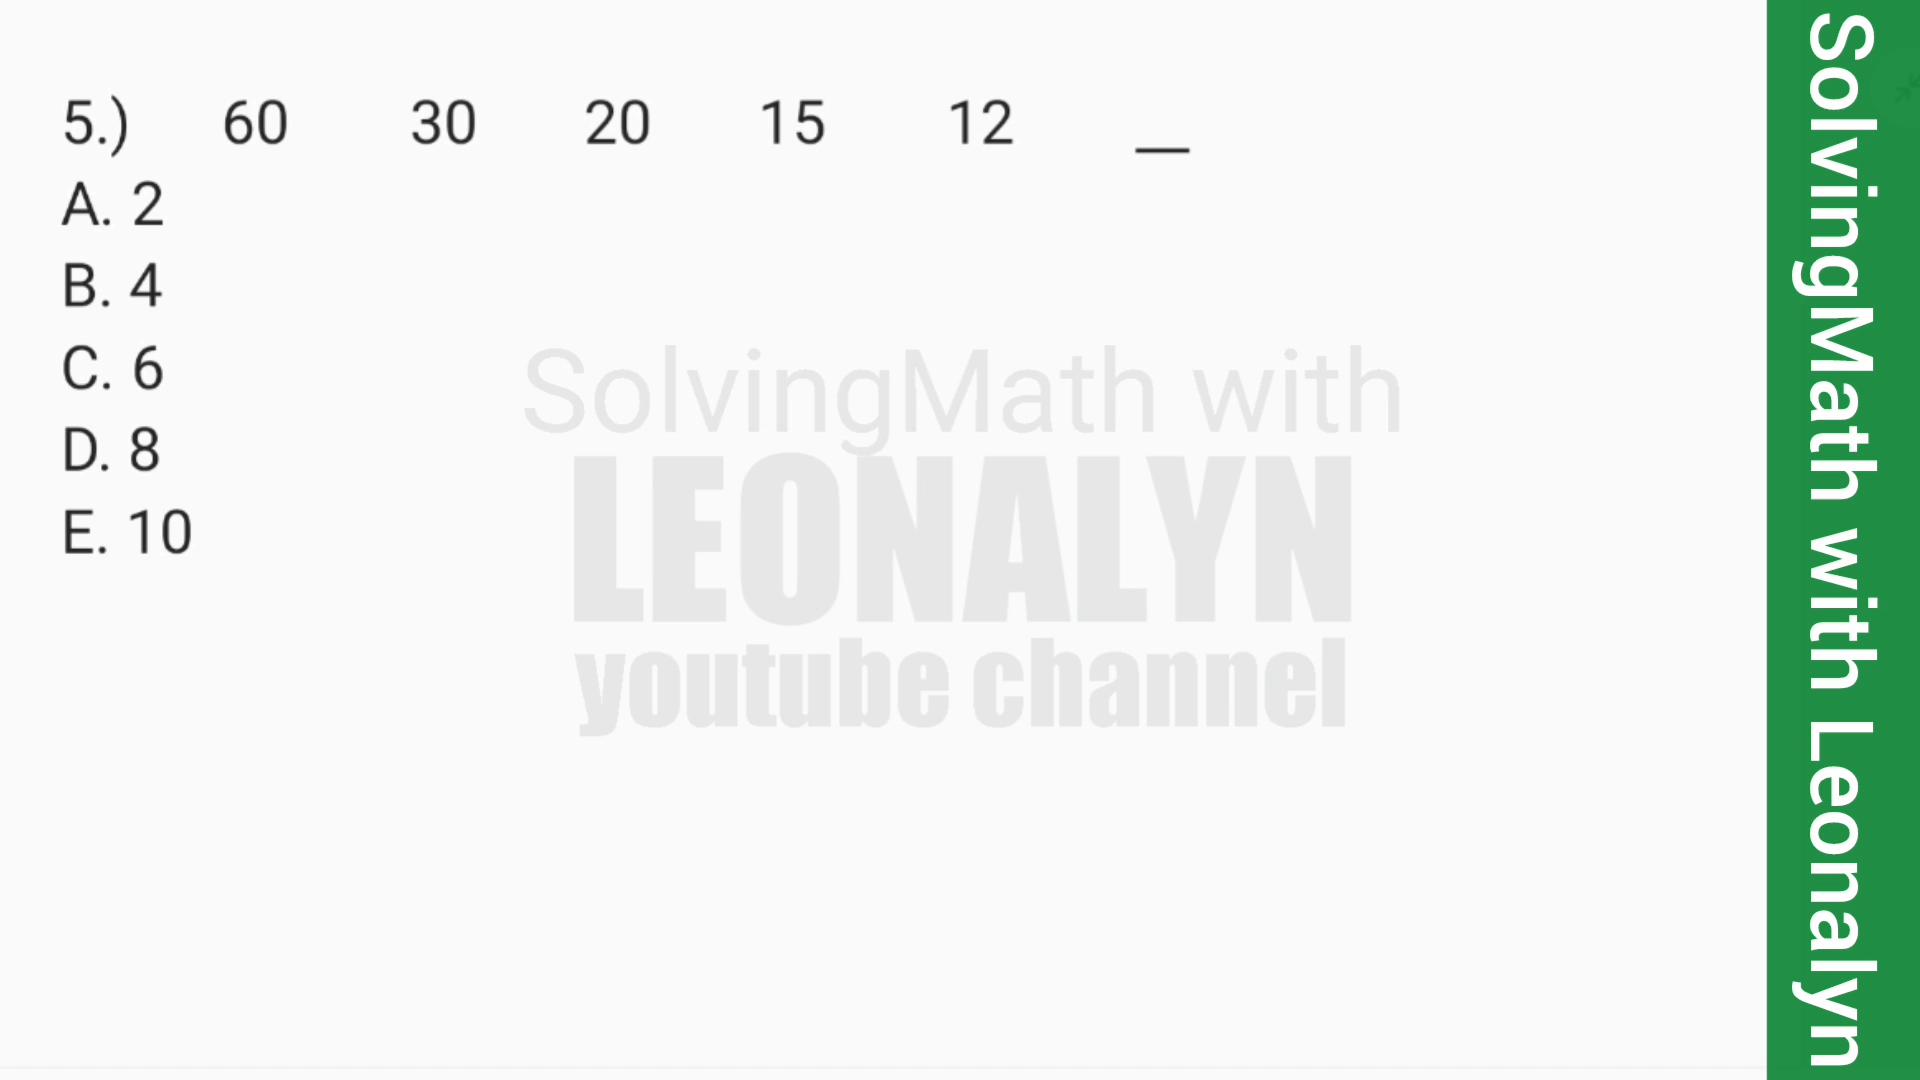 5.) 60 30 20 15 12 __
A. 2
B. 4
C. 6
D. 8
E. 10
SolvingMath with
LEONALYN
youtube channel
SolvingMath with Leonalyn